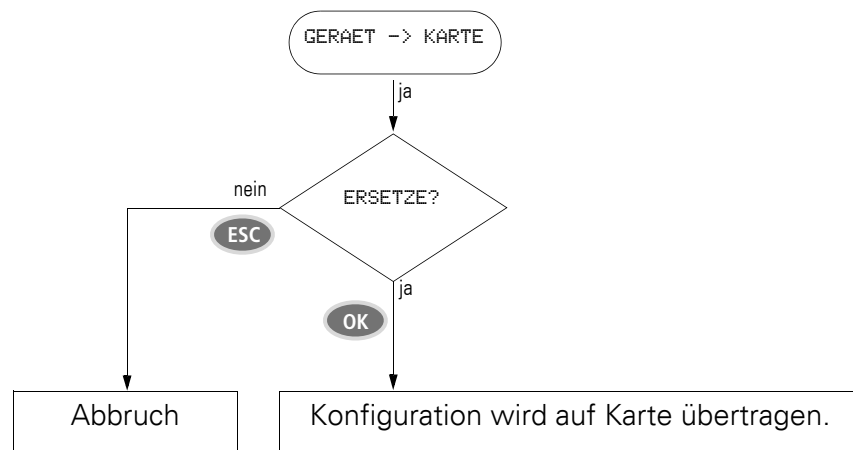 GERAET -> KARTE
ja
ERSETZE?
nein
ESC
ja
OK
Abbruch
Konfiguration wird auf Karte übertragen.